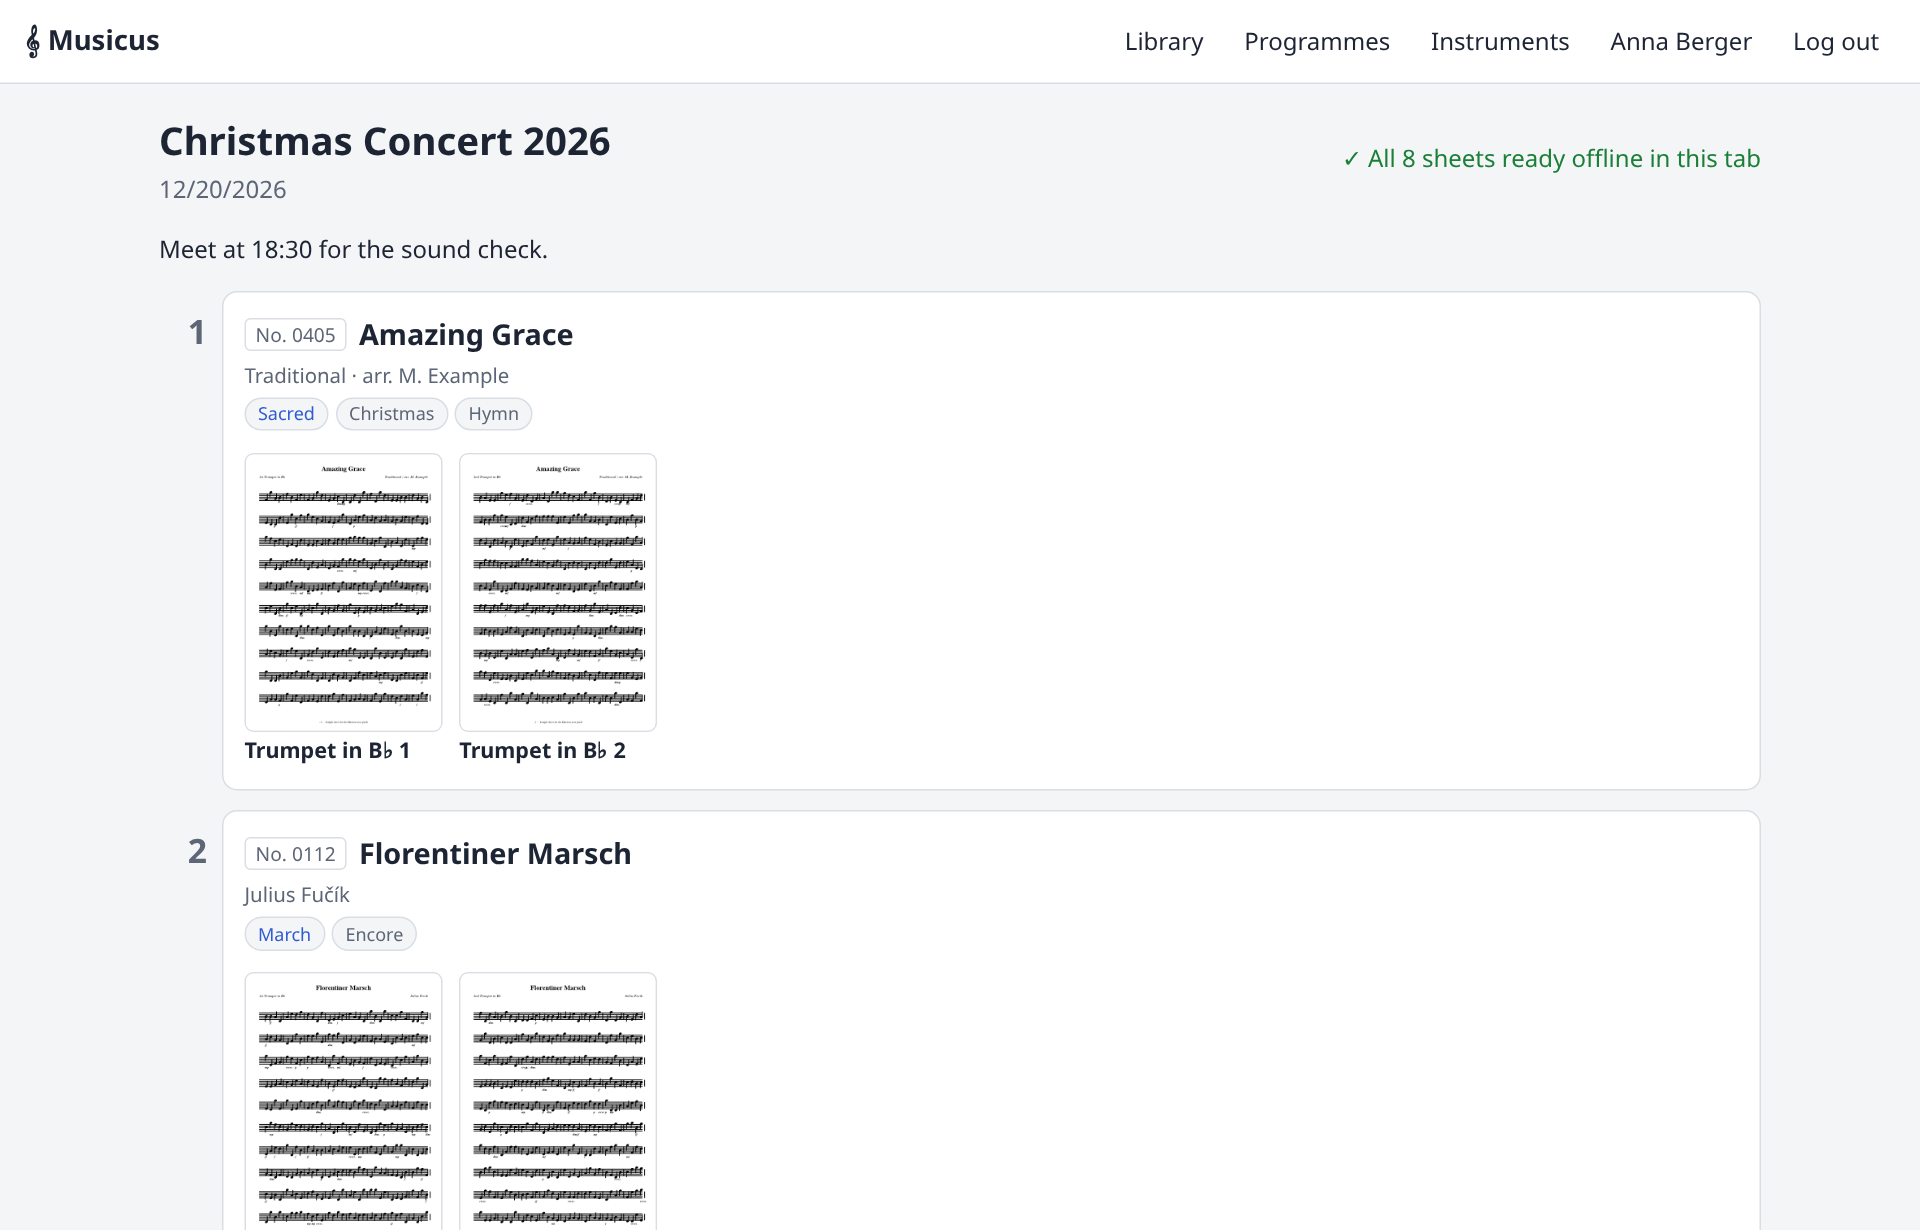 Musicus
Library Programmes Instruments Anna Berger Log out
Christmas Concert 2026
✓ All 8 sheets ready offline in this tab
12/20/2026
Meet at 18:30 for the sound check.
1
No. 0405 Amazing Grace
Traditional · arr. M. Example
Sacred Christmas Hymn
Amazing Grace
Amazing Grace
Trumpet in B♭ 1
Trumpet in B♭ 2
2
No. 0112 Florentiner Marsch
Julius Fučík
March Encore
Florentiner Marsch
Florentiner Marsch